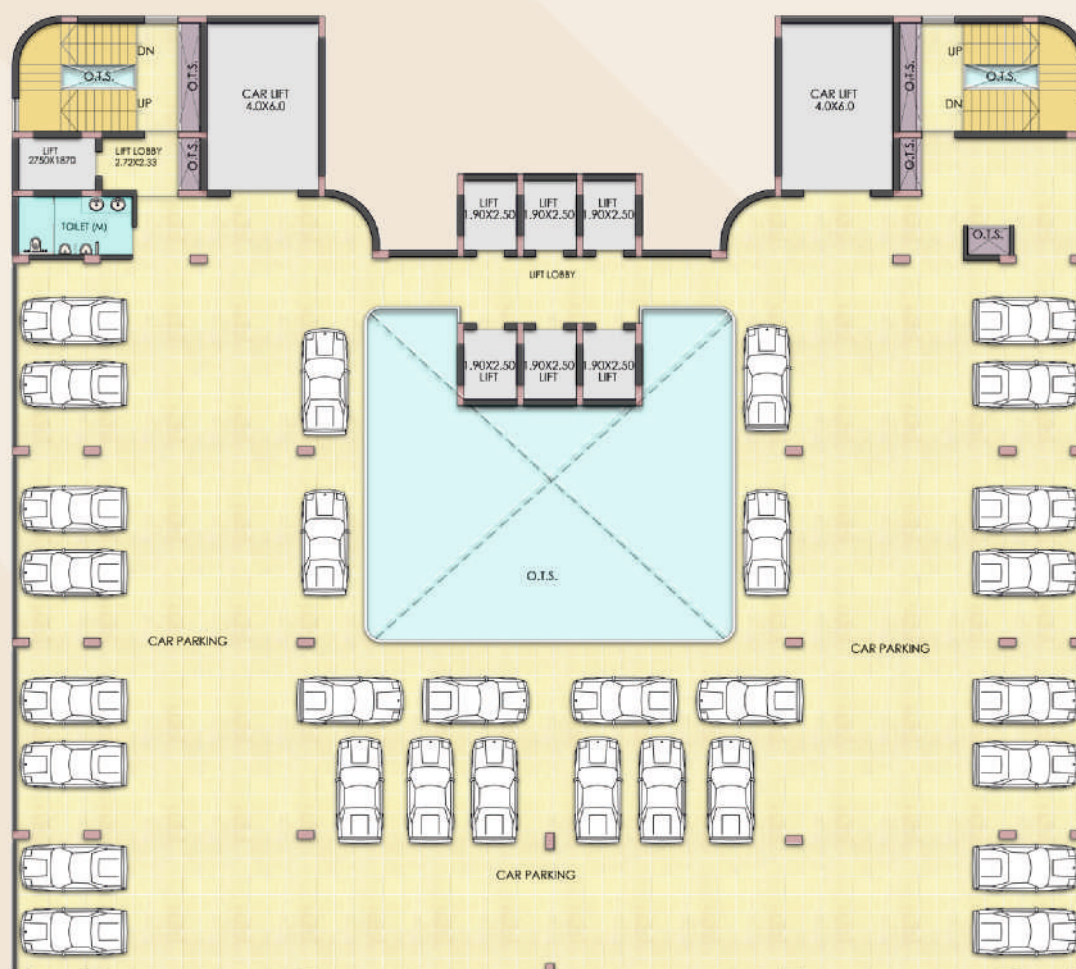 DN
O.T.S.
UP
O.T.S.
CAR LIFT
4.0X6.0
CAR LIFT
4.0X6.0
O.T.S.
UP
O.T.S.
DN
LIFT
2750X1870
LIFT LOBBY
2.72X2.33
O.T.S.
O.T.S.
TOILET (M)
LIFT
1.90X2.50
LIFT
1.90X2.50
LIFT
1.90X2.50
O.T.S.
LIFT LOBBY
1.90X2.50
LIFT
1.90X2.50
LIFT
1.90X2.50
LIFT
O.T.S.
CAR PARKING
CAR PARKING
CAR PARKING